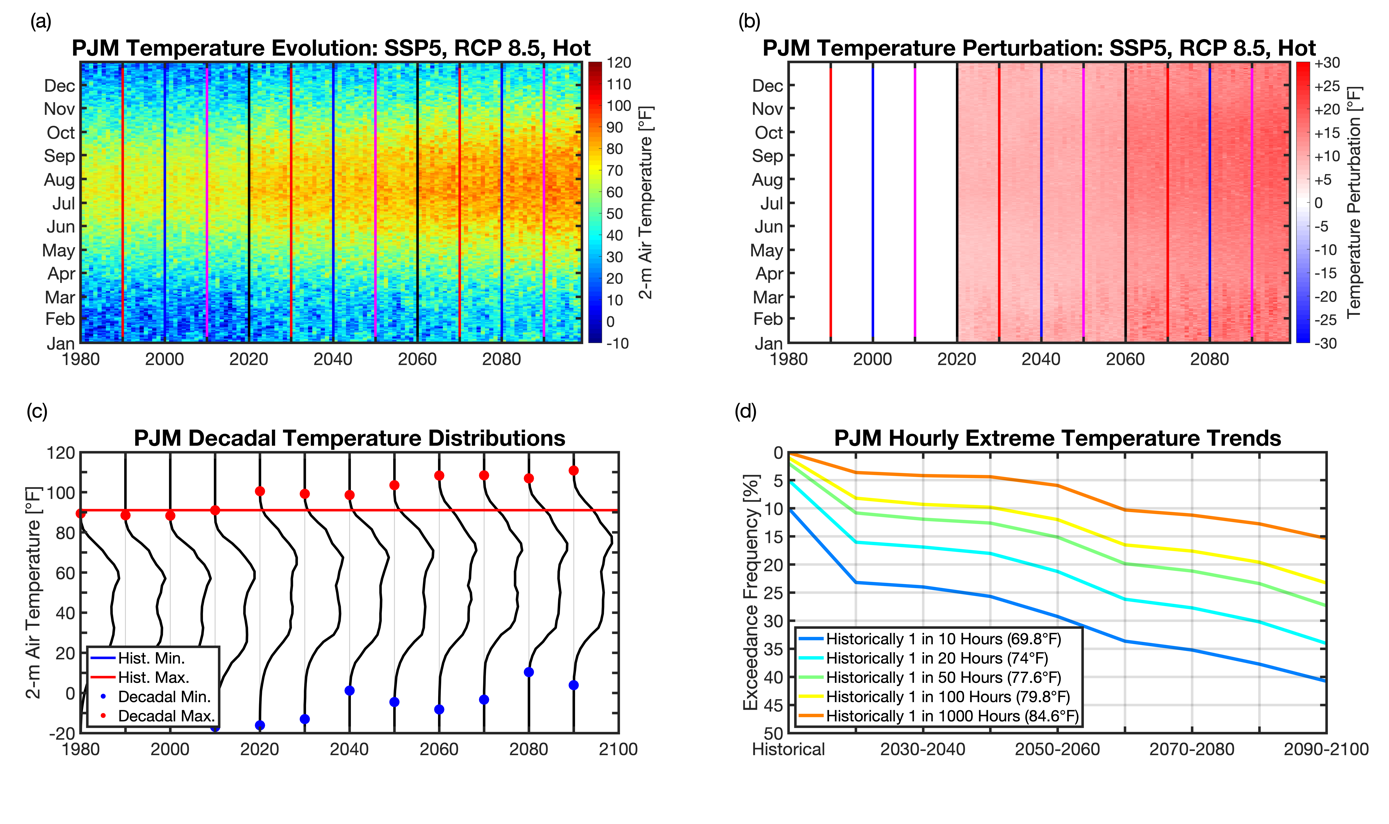 (a)
PJM Temperature Evolution: SSP5, RCP 8.5, Hot
Dec
Nov
Oct
Sep
Aug
Jul
Jun
May
Apr
Mar
Feb
Jan
1980
2000
2020
2040
2060
2080
120
110
100
90
80
70
60
50
40
30
20
10
0
-10
2-m Air Temperature [°F]
(b)
PJM Temperature Perturbation: SSP5, RCP 8.5, Hot
Dec
Nov
Oct
Sep
Aug
Jul
Jun
May
Apr
Mar
Feb
Jan
1980
2000
2020
2040
2060
2080
+30
+25
+20
+15
+10
+5
0
-5
-10
-15
-20
-25
-30
Temperature Perturbation [°F]
(c)
PJM Decadal Temperature Distributions
2-m Air Temperature [°F]
120
100
80
60
40
20
0
-20
Hist. Min.
Hist. Max.
Decadal Min.
Decadal Max.
1980
2000
2020
2040
2060
2080
2100
(d)
PJM Hourly Extreme Temperature Trends
Exceedance Frequency [%]
0
5
10
15
20
25
30
35
40
45
50
Historically 1 in 10 Hours (69.8°F)
Historically 1 in 20 Hours (74°F)
Historically 1 in 50 Hours (77.6°F)
Historically 1 in 100 Hours (79.8°F)
Historically 1 in 1000 Hours (84.6°F)
Historical
2030-2040
2050-2060
2070-2080
2090-2100